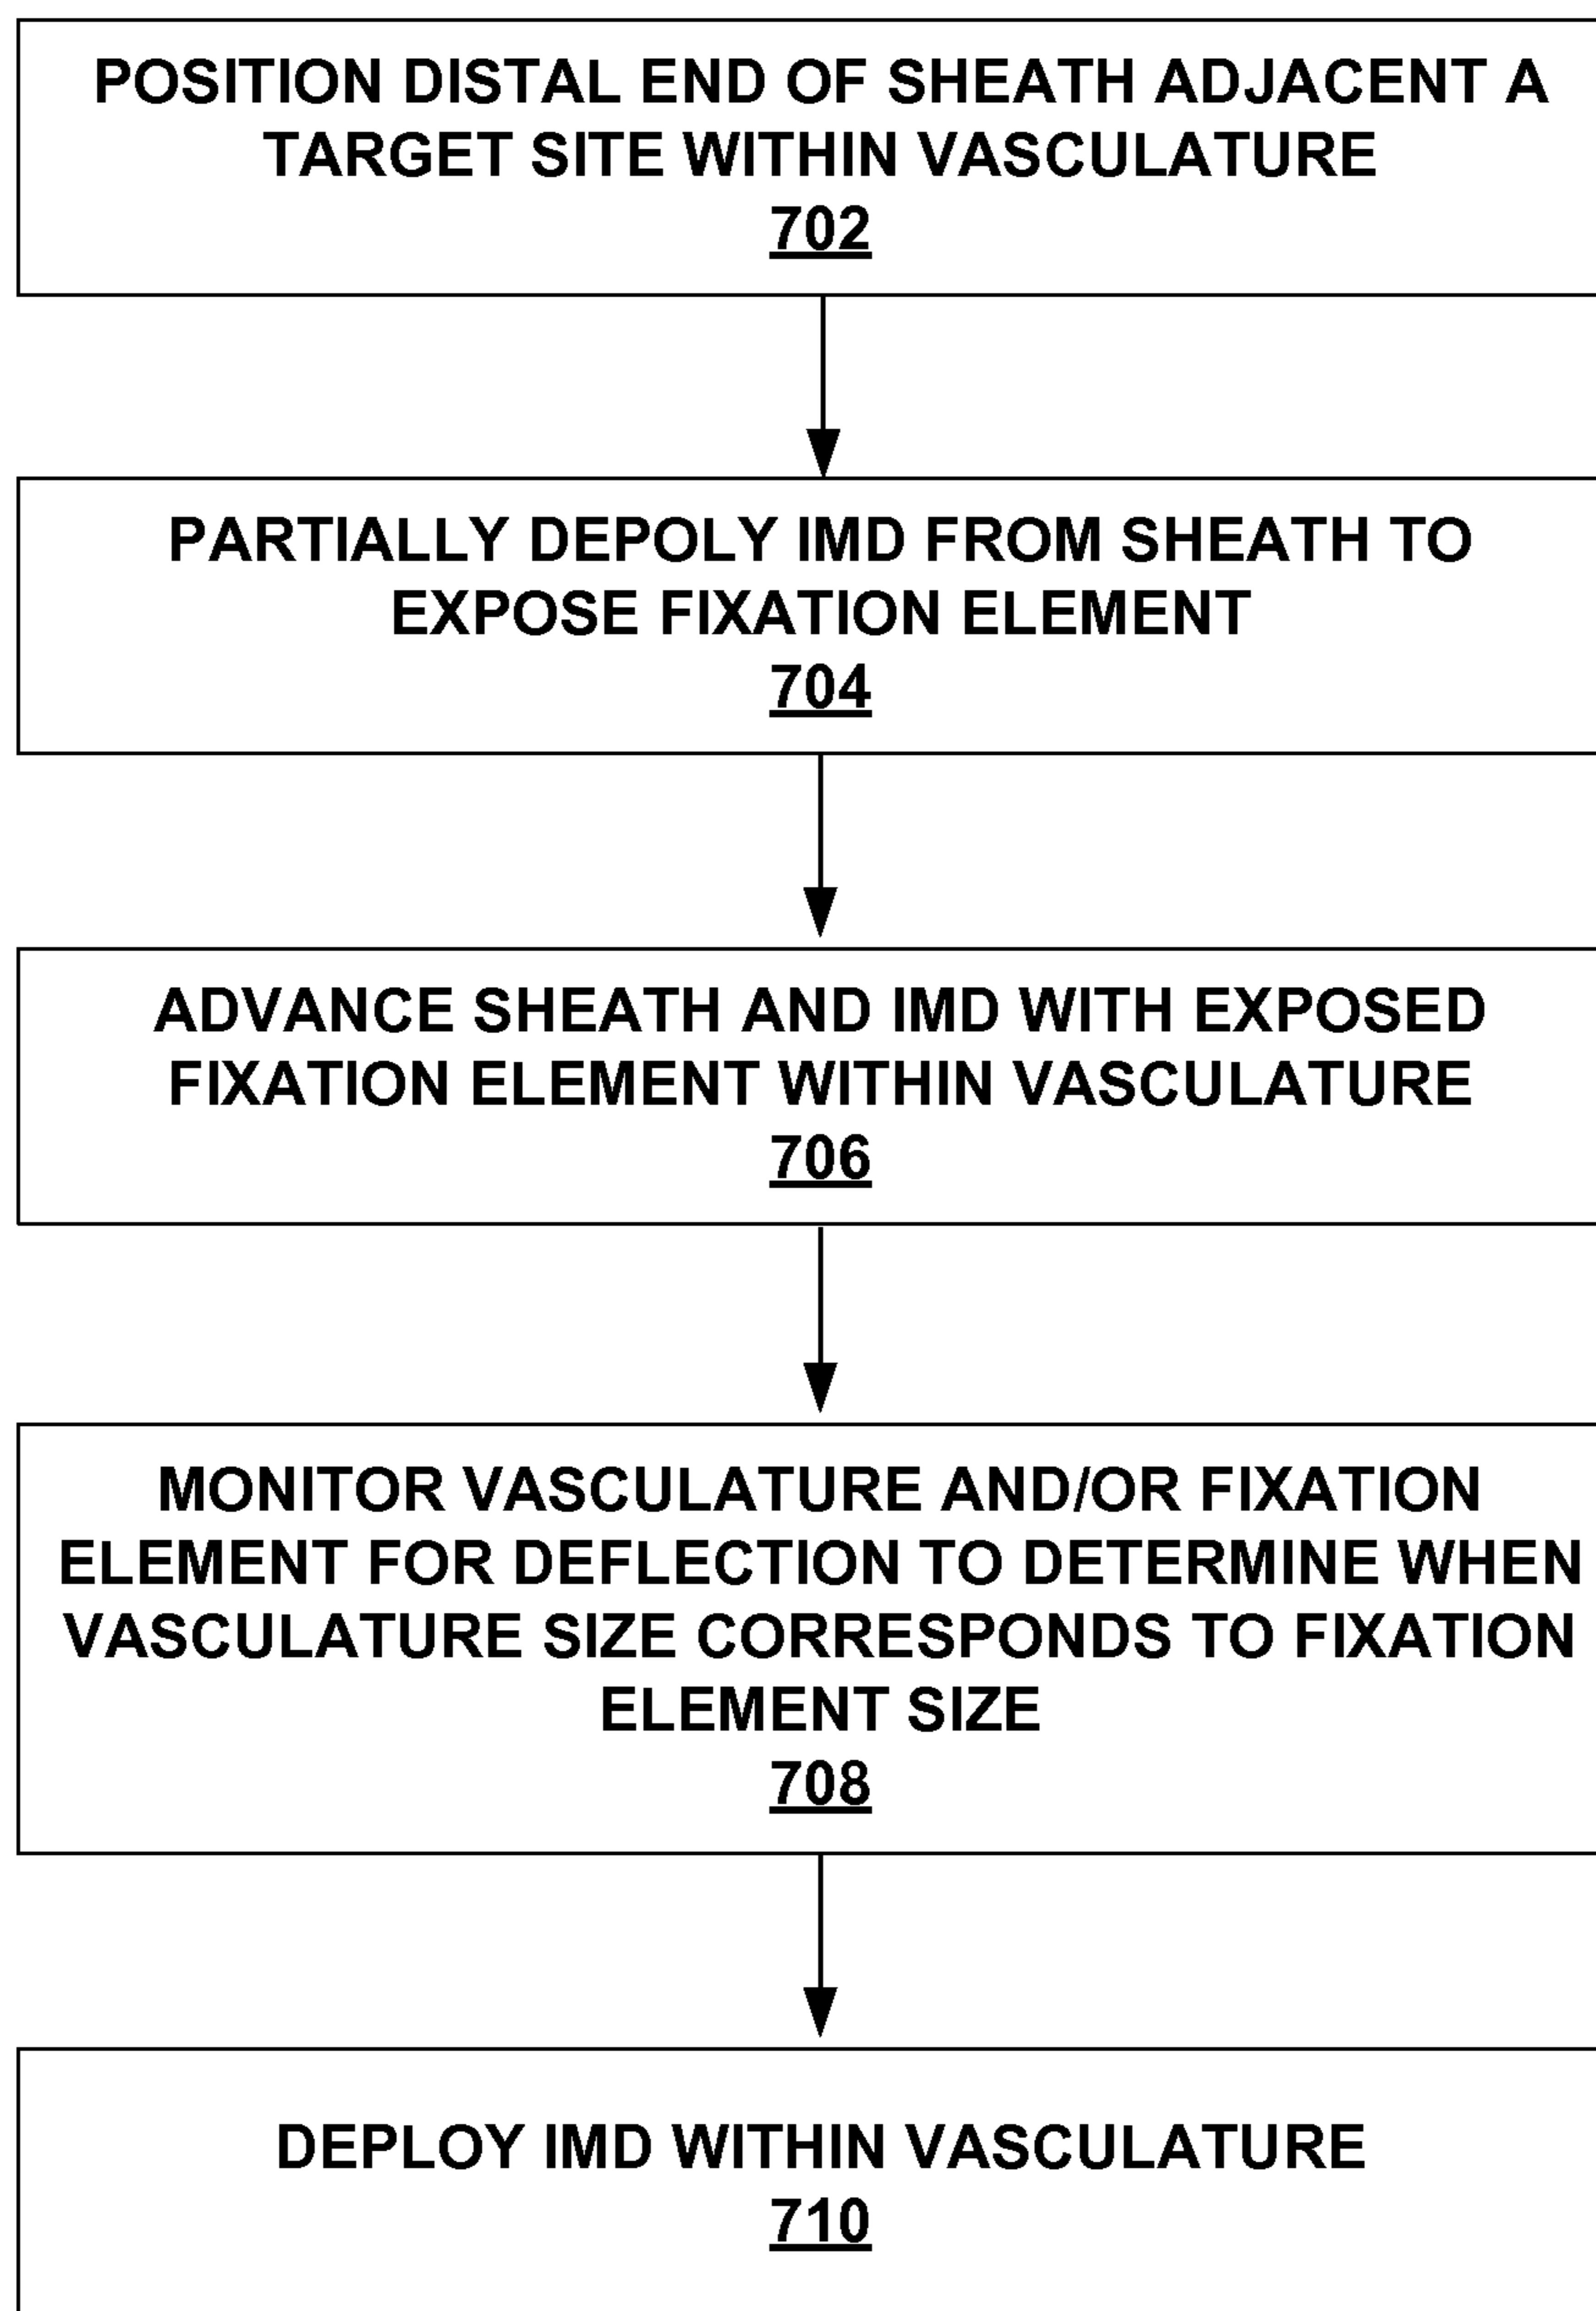 POSITION DISTAL END OF SHEATH ADJACENT A
TARGET SITE WITHIN VASCULATURE
702
PARTIALLY DEPOLY IMD FROM SHEATH TO
EXPOSE FIXATION ELEMENT
704
ADVANCE SHEATH AND IMD WITH EXPOSED
FIXATION ELEMENT WITHIN VASCULATURE
706
MONITOR VASCULATURE AND/OR FIXATION
ELEMENT FOR DEFLECTION TO DETERMINE WHEN
VASCULATURE SIZE CORRESPONDS TO FIXATION
ELEMENT SIZE
708
DEPLOY IMD WITHIN VASCULATURE
710